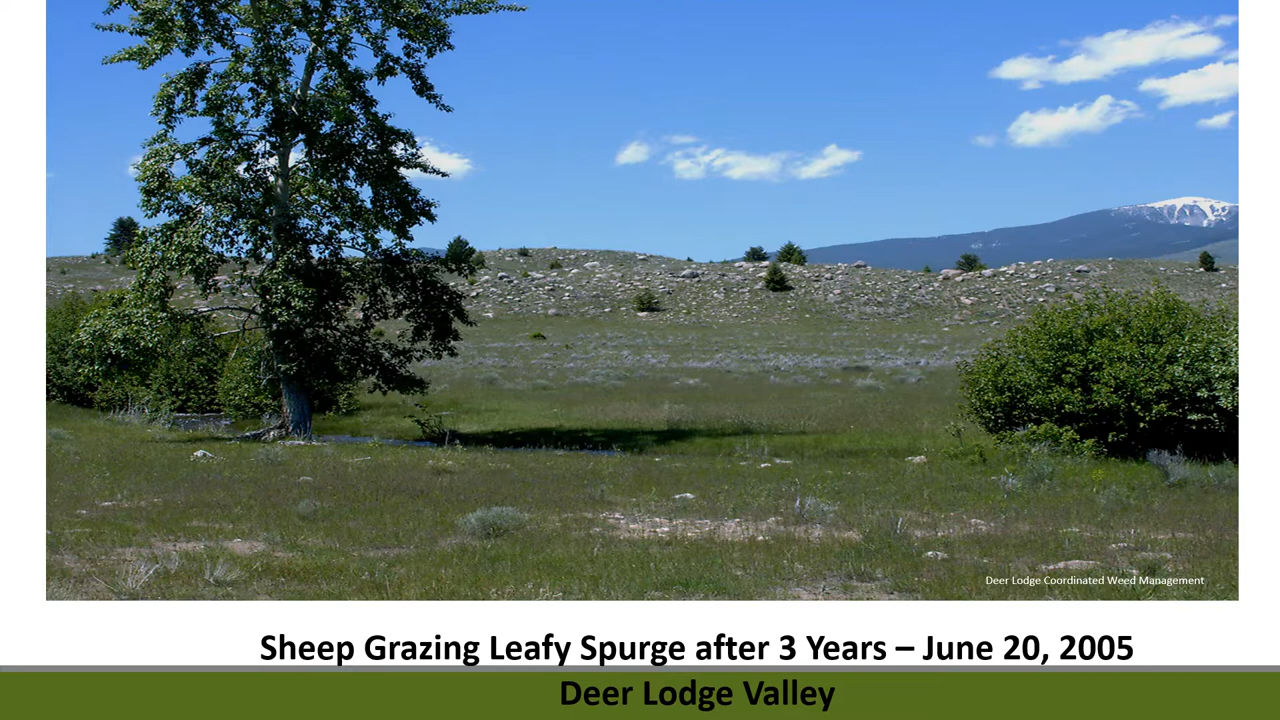 Deer Lodge Coordinated Weed Management
Sheep Grazing Leafy Spurge after 3 Years – June 20, 2005
Deer Lodge Valley